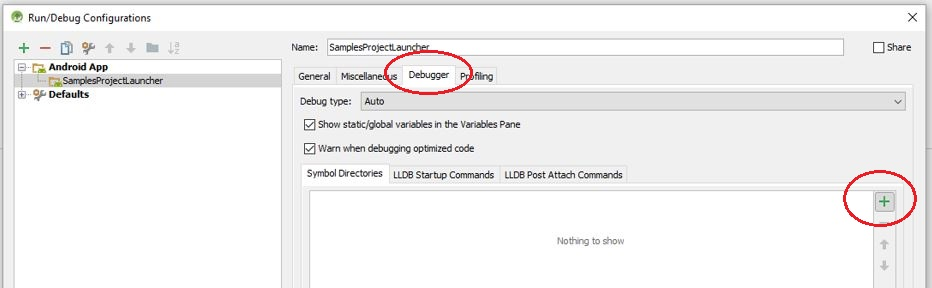 Run/Debug Configurations
Name: SamplesProjectLauncher Share
Android App
SamplesProjectLauncher
Defaults
General Miscellaneous Debugger Profiling
Debug type: Auto
Show static/global variables in the Variables Pane
Warn when debugging optimized code
Symbol Directories LLDB Startup Commands LLDB Post Attach Commands
Nothing to show